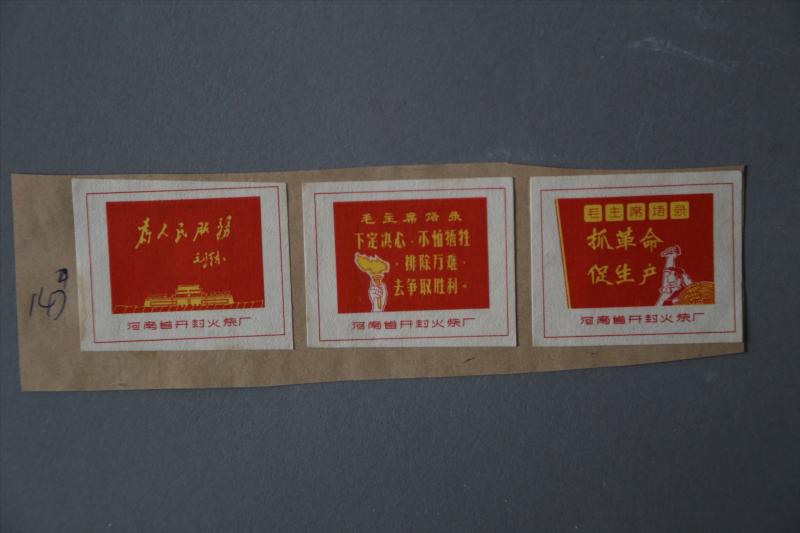 为人民服务
毛泽东
河南省开封火柴厂
毛主席语录
下定决心，不怕牺牲
，排除万难，
去争取胜利。
河南省开封火柴厂
毛主席语录
抓革命
促生产
河南省开封火柴厂